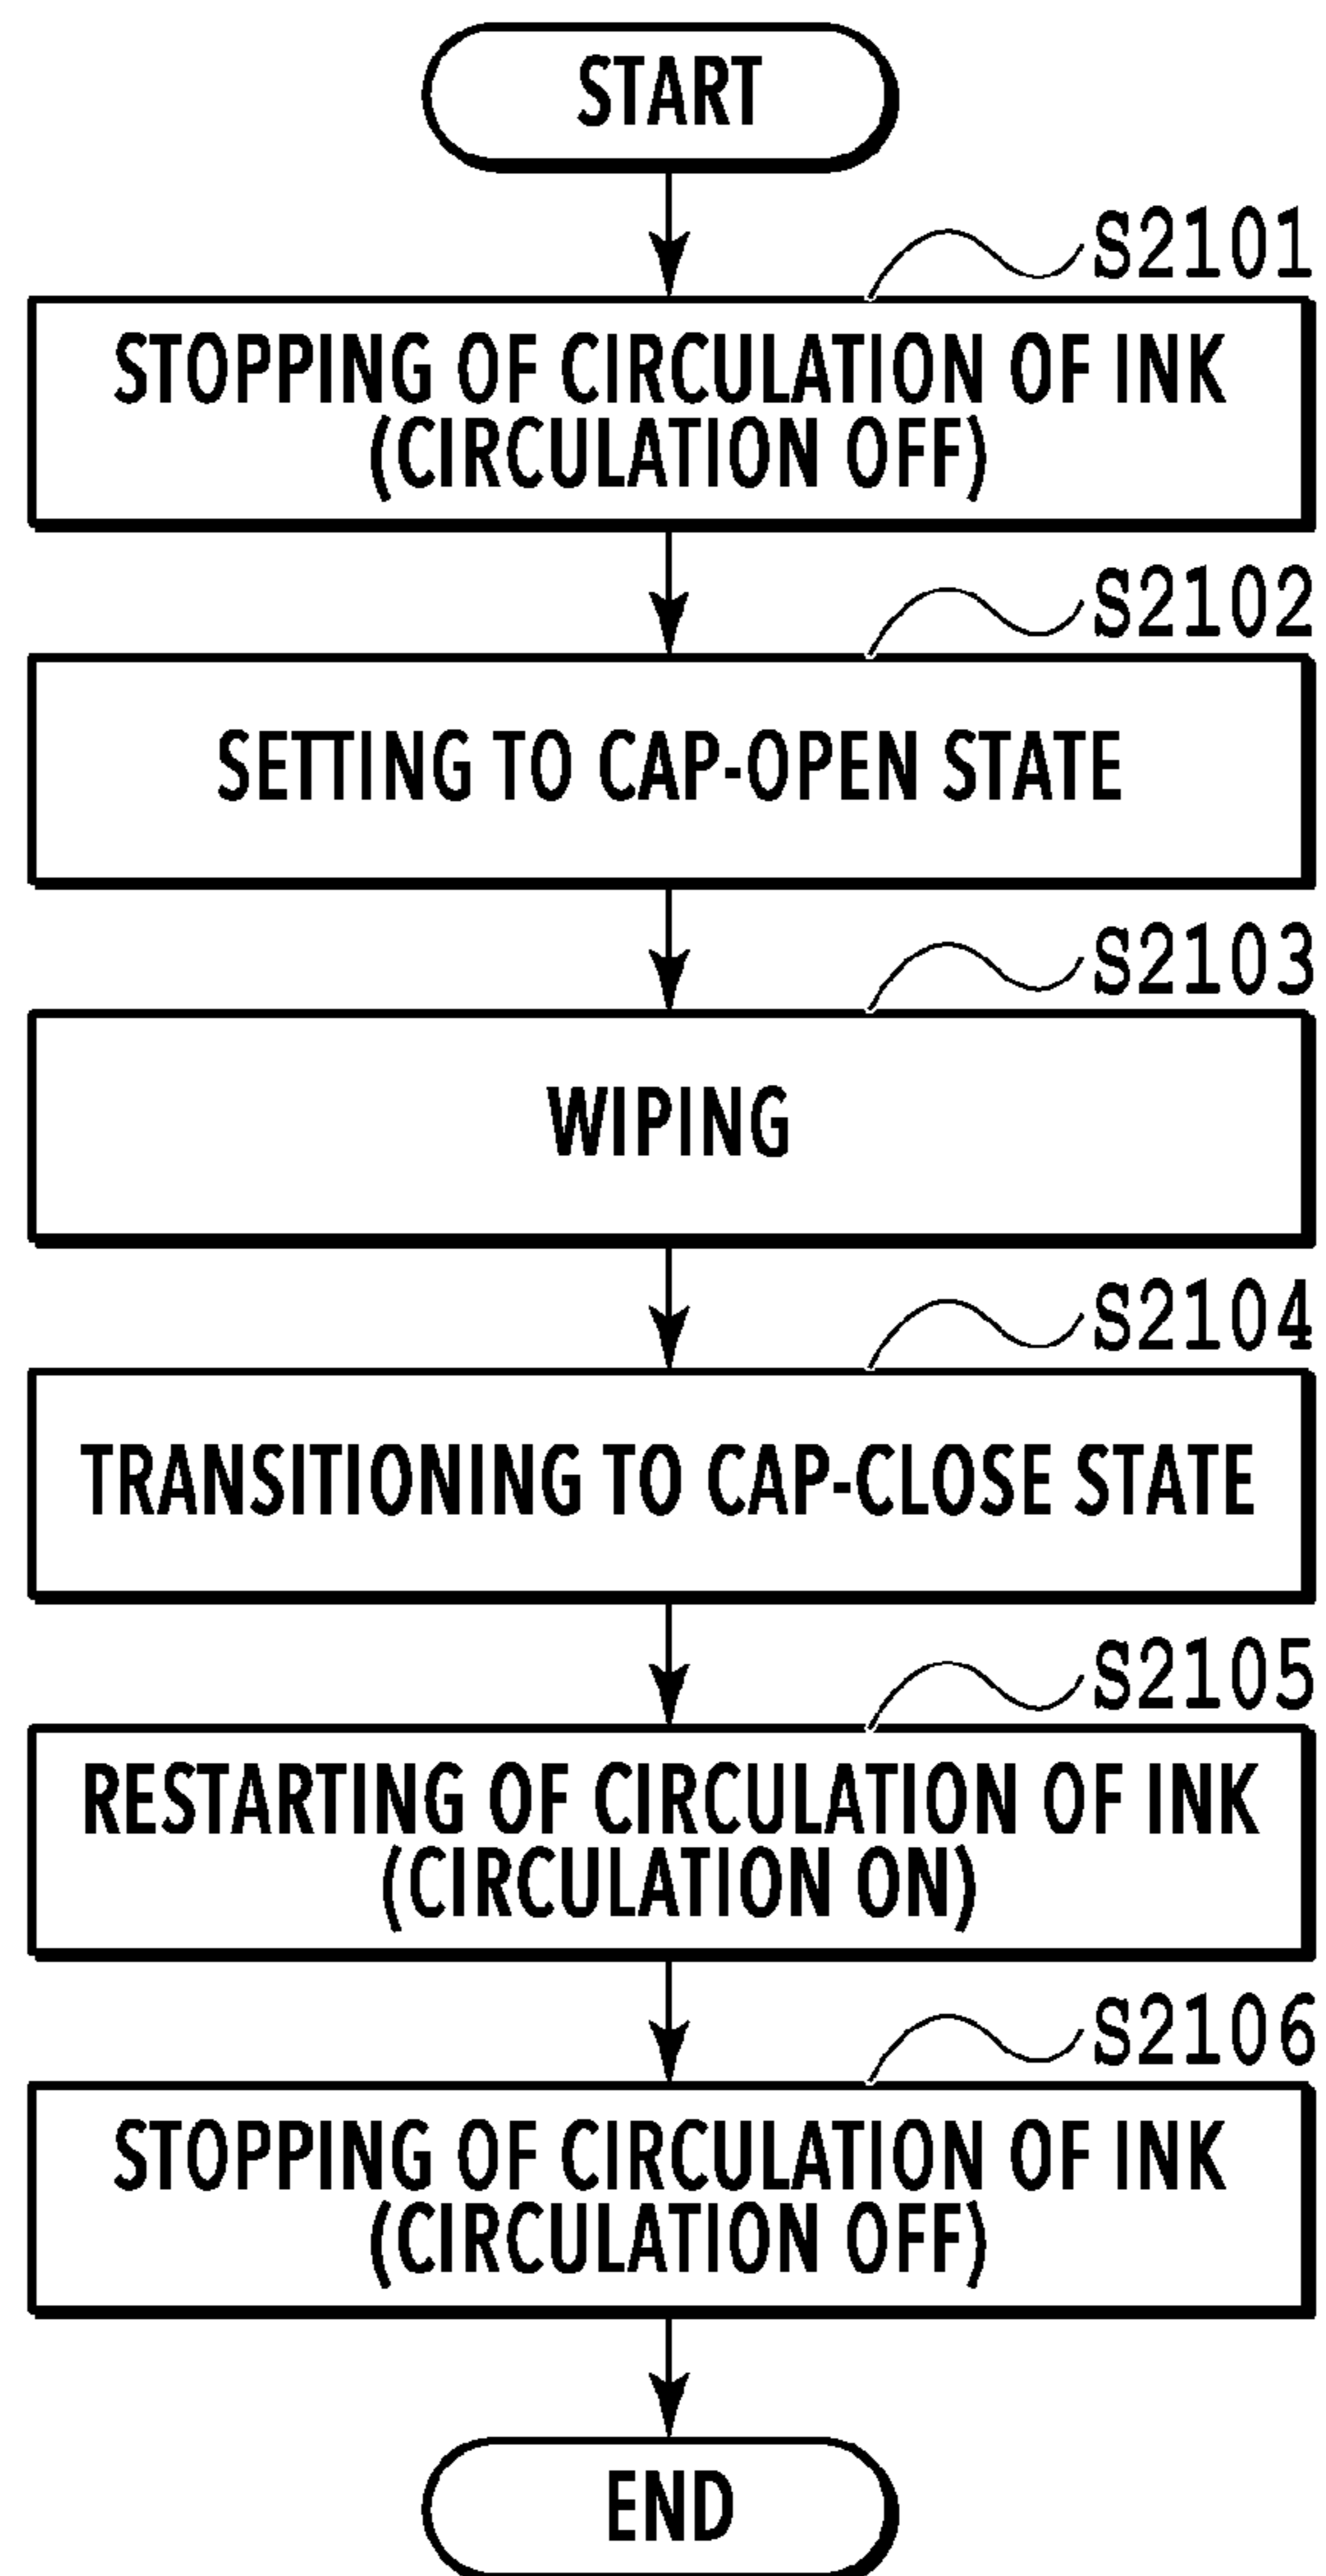 START
S2101
STOPPING OF CIRCULATION OF INK
(CIRCULATION OFF)
S2102
SETTING TO CAP-OPEN STATE
S2103
WIPING
S2104
TRANSITIONING TO CAP-CLOSE STATE
S2105
RESTARTING OF CIRCULATION OF INK
(CIRCULATION ON)
S2106
STOPPING OF CIRCULATION OF INK
(CIRCULATION OFF)
END